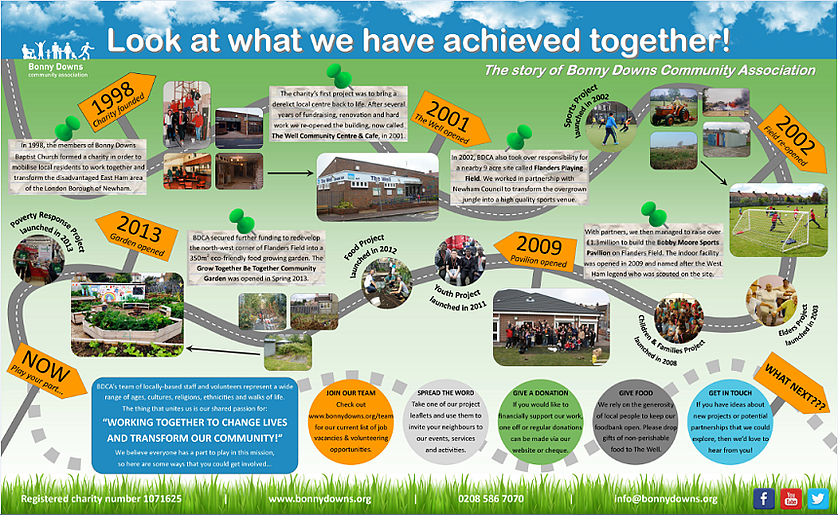 Look at what we have achieved together!
Bonny Downs
community association
The story of Bonny Downs Community Association
1998
Charity founded
In 1998, the members of Bonny Downs
Baptist Church formed a charity in order to
mobilise local residents to work together and
transform the disadvantaged East Ham area
of the London Borough of Newham.
The charity's first project was to bring a
derelict local centre back to life. After several
years of fundraising, renovation and hard
work we re-opened the building, now called
The Well Community Centre & Cafe, in 2001.
2001
The Well opened
The Well
In 2002, BDCA also took over responsibility for
a nearby 9 acre site called Flanders Playing
Field. We worked in partnership with
Newham Council to transform the overgrown
jungle into a high quality sports venue.
Sports Project
launched in 2002
2002
Field re-opened
Elders Project
launched in 2003
Children & Families Project
launched in 2008
With partners, we then managed to raise over
£1.3million to build the Bobby Moore Sports
Pavilion on Flanders Field. The indoor facility
was opened in 2009 and named after the West
Ham legend who was scouted on the site.
2009
Pavilion opened
Youth Project
launched in 2011
Food Project
launched in 2012
BDCA secured further funding to redevelop
the north-west corner of Flanders Field into a
350m² eco-friendly food growing garden. The
Grow Together Be Together Community
Garden was opened in Spring 2013.
2013
Garden opened
Poverty Response Project
launched in 2013
NOW
Play your part...
BDCA's team of locally-based staff and volunteers represent a wide
range of ages, cultures, religions, ethnicities and walks of life.
The thing that unites us is our shared passion for:
"WORKING TOGETHER TO CHANGE LIVES
AND TRANSFORM OUR COMMUNITY!"
We believe everyone has a part to play in this mission,
so here are some ways that you could get involved...
JOIN OUR TEAM
Check out
www.bonnydowns.org/team
for our current list of job
vacancies & volunteering
opportunities.
SPREAD THE WORD
Take one of our project
leaflets and use them to
invite your neighbours to
our events, services
and activities.
GIVE A DONATION
If you would like to
financially support our work,
one off or regular donations
can be made via our
website or cheque.
GIVE FOOD
We rely on the generosity
of local people to keep our
foodbank open. Please drop
gifts of non-perishable
food to The Well.
GET IN TOUCH
If you have ideas about
new projects or potential
partnerships that we could
explore, then we'd love to
hear from you!
WHAT NEXT???
Registered charity number 1071625 | www.bonnydowns.org | 0208 586 7070 | info@bonnydowns.org
You
Tube